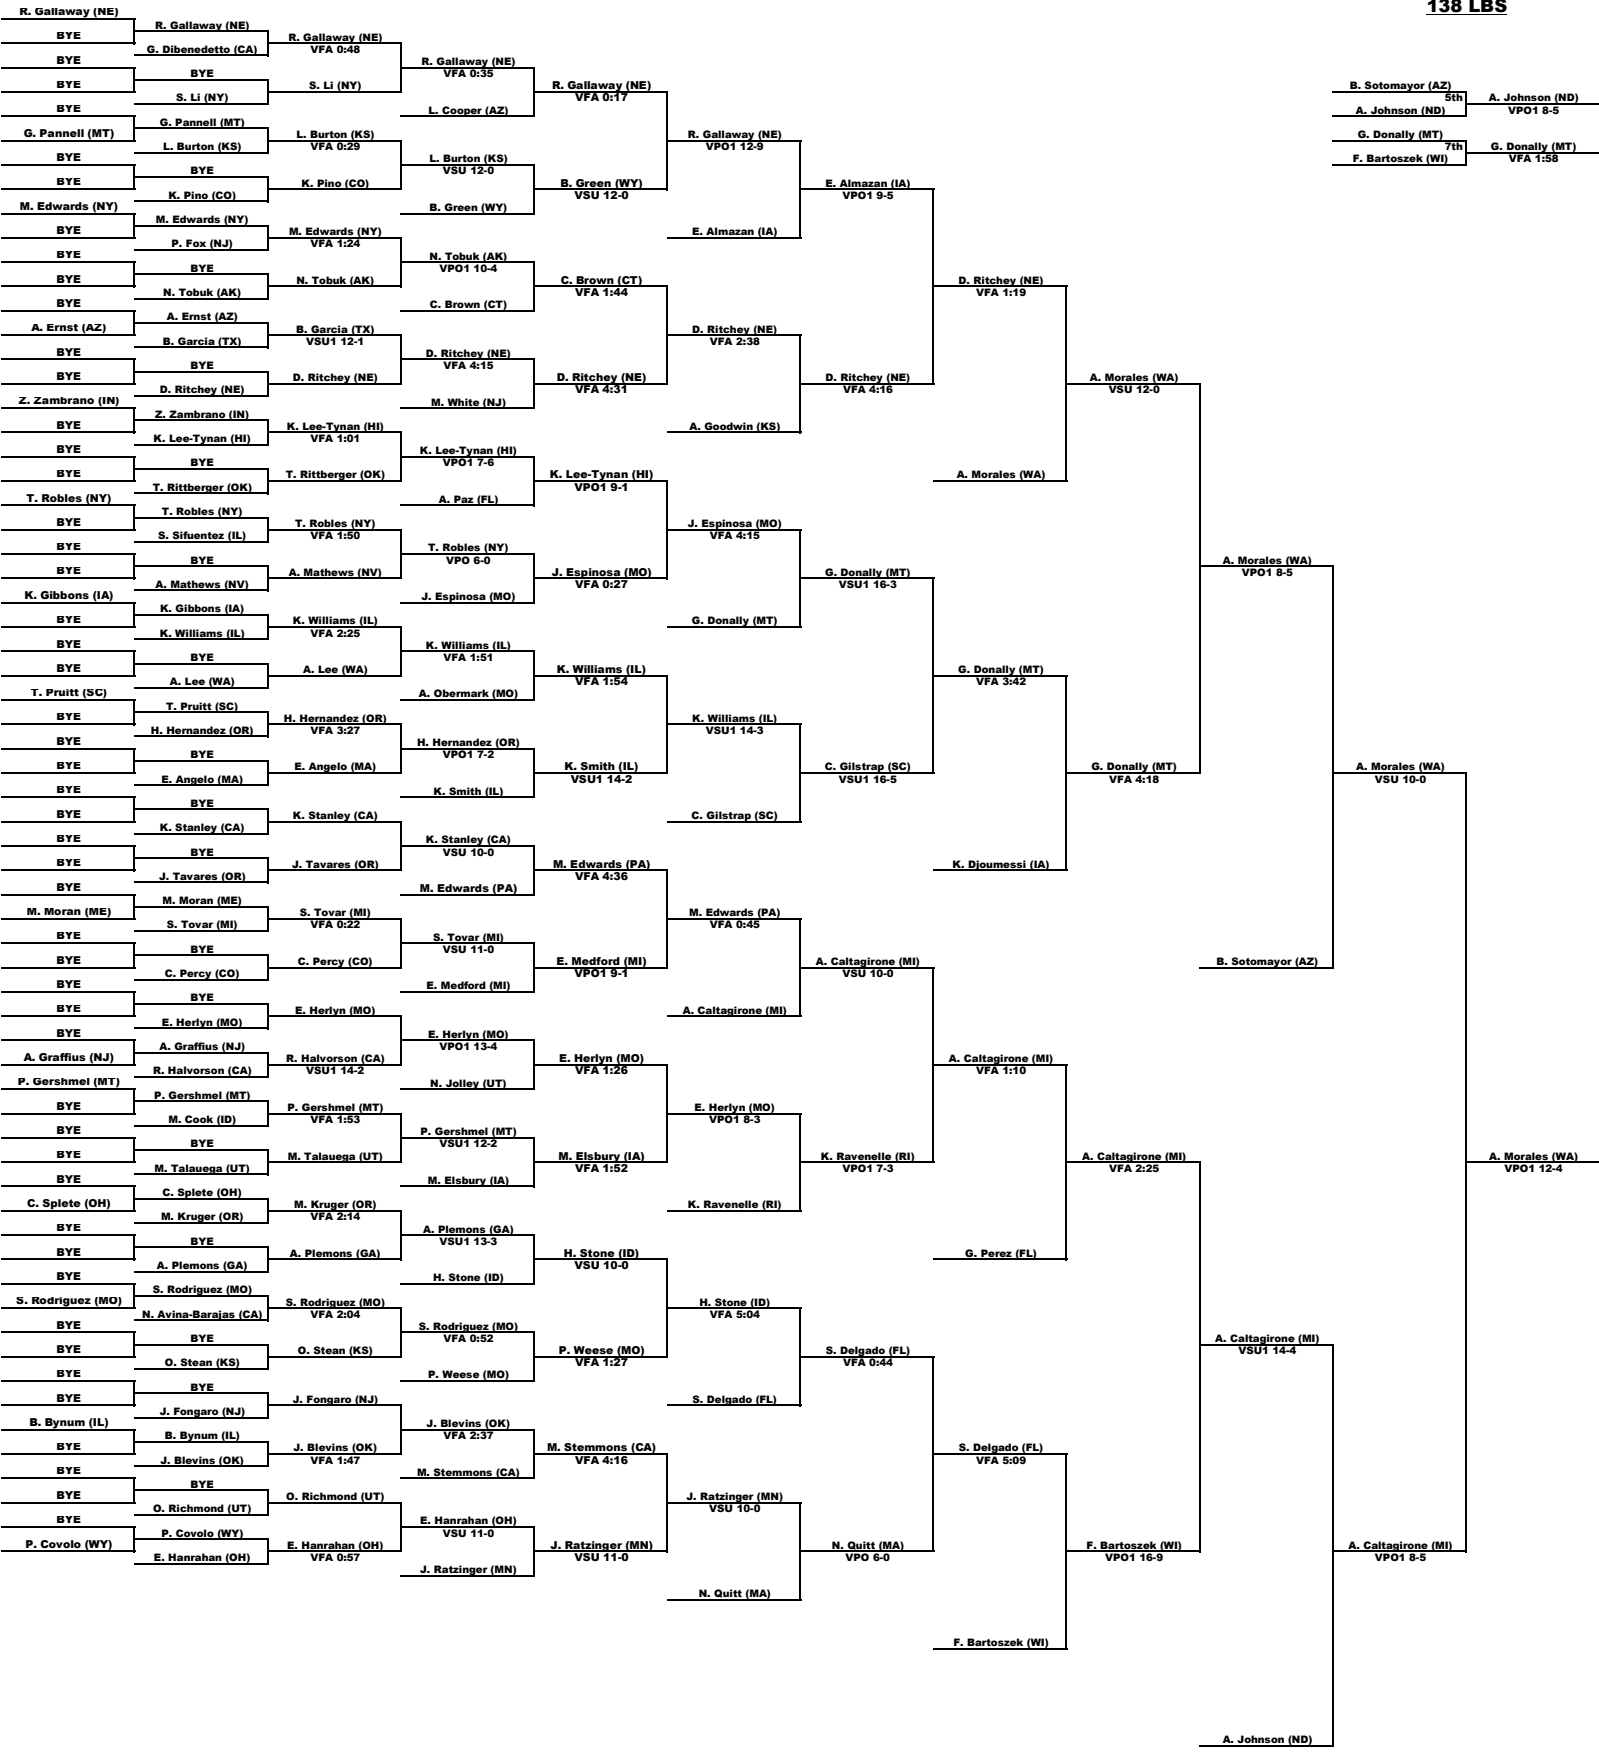 138 LBS
R. Gallaway (NE)
BYE
BYE
BYE
BYE
G. Pannell (MT)
BYE
BYE
M. Edwards (NY)
BYE
BYE
BYE
BYE
A. Ernst (AZ)
BYE
BYE
Z. Zambrano (IN)
BYE
BYE
BYE
T. Robles (NY)
BYE
BYE
BYE
K. Gibbons (IA)
BYE
BYE
BYE
T. Pruitt (SC)
BYE
BYE
BYE
BYE
BYE
BYE
BYE
BYE
M. Moran (ME)
BYE
BYE
BYE
BYE
BYE
A. Graffius (NJ)
P. Gershmel (MT)
BYE
BYE
BYE
BYE
C. Splete (OH)
BYE
BYE
BYE
S. Rodriguez (MO)
BYE
BYE
BYE
BYE
B. Bynum (IL)
BYE
BYE
BYE
BYE
P. Covolo (WY)
R. Gallaway (NE)
G. Dibenedetto (CA)
BYE
S. Li (NY)
G. Pannell (MT)
L. Burton (KS)
BYE
K. Pino (CO)
M. Edwards (NY)
P. Fox (NJ)
BYE
N. Tobuk (AK)
A. Ernst (AZ)
B. Garcia (TX)
BYE
D. Ritchey (NE)
Z. Zambrano (IN)
K. Lee-Tynan (HI)
BYE
T. Rittberger (OK)
T. Robles (NY)
S. Sifuentez (IL)
BYE
A. Mathews (NV)
K. Gibbons (IA)
K. Williams (IL)
BYE
A. Lee (WA)
T. Pruitt (SC)
H. Hernandez (OR)
BYE
E. Angelo (MA)
BYE
K. Stanley (CA)
BYE
J. Tavares (OR)
M. Moran (ME)
S. Tovar (MI)
BYE
C. Percy (CO)
BYE
E. Herlyn (MO)
A. Graffius (NJ)
R. Halvorson (CA)
P. Gershmel (MT)
M. Cook (ID)
BYE
M. Talauega (UT)
C. Splete (OH)
M. Kruger (OR)
BYE
A. Plemons (GA)
S. Rodriguez (MO)
N. Avina-Barajas (CA)
BYE
O. Stean (KS)
BYE
J. Fongaro (NJ)
B. Bynum (IL)
J. Blevins (OK)
BYE
O. Richmond (UT)
P. Covolo (WY)
E. Hanrahan (OH)
R. Gallaway (NE)
VFA 0:48
S. Li (NY)
L. Burton (KS)
VFA 0:29
K. Pino (CO)
M. Edwards (NY)
VFA 1:24
N. Tobuk (AK)
B. Garcia (TX)
VSU1 12-1
D. Ritchey (NE)
K. Lee-Tynan (HI)
VFA 1:01
T. Rittberger (OK)
T. Robles (NY)
VFA 1:50
A. Mathews (NV)
K. Williams (IL)
VFA 2:25
A. Lee (WA)
H. Hernandez (OR)
VFA 3:27
E. Angelo (MA)
K. Stanley (CA)
J. Tavares (OR)
S. Tovar (MI)
VFA 0:22
C. Percy (CO)
E. Herlyn (MO)
R. Halvorson (CA)
VSU1 14-2
P. Gershmel (MT)
VFA 1:53
M. Talauega (UT)
M. Kruger (OR)
VFA 2:14
A. Plemons (GA)
S. Rodriguez (MO)
VFA 2:04
O. Stean (KS)
J. Fongaro (NJ)
J. Blevins (OK)
VFA 1:47
O. Richmond (UT)
E. Hanrahan (OH)
VFA 0:57
R. Gallaway (NE)
VFA 0:35
L. Cooper (AZ)
L. Burton (KS)
VSU 12-0
B. Green (WY)
N. Tobuk (AK)
VPO1 10-4
C. Brown (CT)
D. Ritchey (NE)
VFA 4:15
M. White (NJ)
K. Lee-Tynan (HI)
VPO1 7-6
A. Paz (FL)
T. Robles (NY)
VPO 6-0
J. Espinosa (MO)
K. Williams (IL)
VFA 1:51
A. Obermark (MO)
H. Hernandez (OR)
VPO1 7-2
K. Smith (IL)
K. Stanley (CA)
VSU 10-0
M. Edwards (PA)
S. Tovar (MI)
VSU 11-0
E. Medford (MI)
E. Herlyn (MO)
VPO1 13-4
N. Jolley (UT)
P. Gershmel (MT)
VSU1 12-2
M. Elsbury (IA)
A. Plemons (GA)
VSU1 13-3
H. Stone (ID)
S. Rodriguez (MO)
VFA 0:52
P. Weese (MO)
J. Blevins (OK)
VFA 2:37
M. Stemmons (CA)
E. Hanrahan (OH)
VSU 11-0
J. Ratzinger (MN)
R. Gallaway (NE)
VFA 0:17
B. Green (WY)
VSU 12-0
C. Brown (CT)
VFA 1:44
D. Ritchey (NE)
VFA 4:31
K. Lee-Tynan (HI)
VPO1 9-1
J. Espinosa (MO)
VFA 0:27
K. Williams (IL)
VFA 1:54
K. Smith (IL)
VSU1 14-2
M. Edwards (PA)
VFA 4:36
E. Medford (MI)
VPO1 9-1
E. Herlyn (MO)
VFA 1:26
M. Elsbury (IA)
VFA 1:52
H. Stone (ID)
VSU 10-0
P. Weese (MO)
VFA 1:27
M. Stemmons (CA)
VFA 4:16
J. Ratzinger (MN)
VSU 11-0
R. Gallaway (NE)
VPO1 12-9
E. Almazan (IA)
D. Ritchey (NE)
VFA 2:38
A. Goodwin (KS)
J. Espinosa (MO)
VFA 4:15
G. Donally (MT)
K. Williams (IL)
VSU1 14-3
C. Gilstrap (SC)
M. Edwards (PA)
VFA 0:45
A. Caltagirone (MI)
E. Herlyn (MO)
VPO1 8-3
K. Ravenelle (RI)
H. Stone (ID)
VFA 5:04
S. Delgado (FL)
J. Ratzinger (MN)
VSU 10-0
N. Quitt (MA)
E. Almazan (IA)
VPO1 9-5
D. Ritchey (NE)
VFA 4:16
G. Donally (MT)
VSU1 16-3
C. Gilstrap (SC)
VSU1 16-5
A. Caltagirone (MI)
VSU 10-0
K. Ravenelle (RI)
VPO1 7-3
S. Delgado (FL)
VFA 0:44
N. Quitt (MA)
VPO 6-0
D. Ritchey (NE)
VFA 1:19
A. Morales (WA)
G. Donally (MT)
VFA 3:42
K. Djoumessi (IA)
A. Caltagirone (MI)
VFA 1:10
G. Perez (FL)
S. Delgado (FL)
VFA 5:09
F. Bartoszek (WI)
A. Morales (WA)
VSU 12-0
G. Donally (MT)
VFA 4:18
A. Caltagirone (MI)
VFA 2:25
F. Bartoszek (WI)
VPO1 16-9
A. Morales (WA)
VPO1 8-5
B. Sotomayor (AZ)
A. Caltagirone (MI)
VSU1 14-4
A. Johnson (ND)
A. Morales (WA)
VSU 10-0
A. Caltagirone (MI)
VPO1 8-5
A. Morales (WA)
VPO1 12-4
B. Sotomayor (AZ)
5th
A. Johnson (ND)
A. Johnson (ND)
VPO1 8-5
G. Donally (MT)
7th
F. Bartoszek (WI)
G. Donally (MT)
VFA 1:58